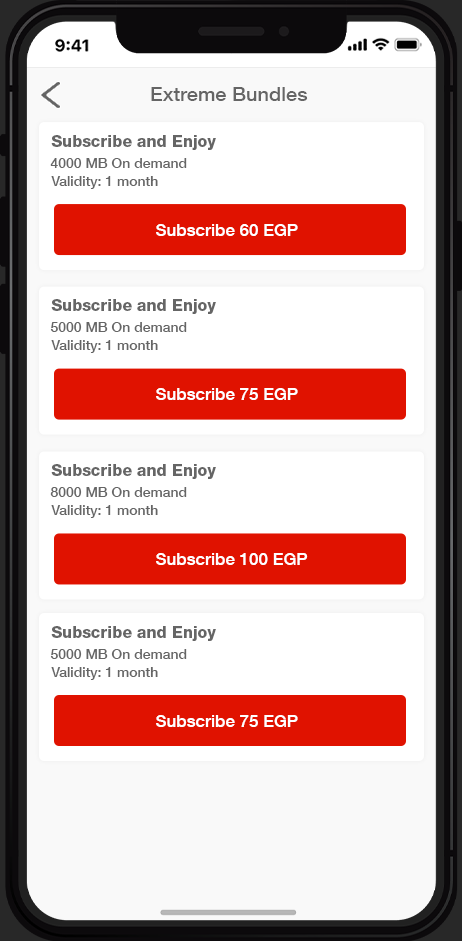 9:41
Extreme Bundles
Subscribe and Enjoy
4000 MB On demand
Validity: 1 month
Subscribe 60 EGP
Subscribe and Enjoy
5000 MB On demand
Validity: 1 month
Subscribe 75 EGP
Subscribe and Enjoy
8000 MB On demand
Validity: 1 month
Subscribe 100 EGP
Subscribe and Enjoy
5000 MB On demand
Validity: 1 month
Subscribe 75 EGP